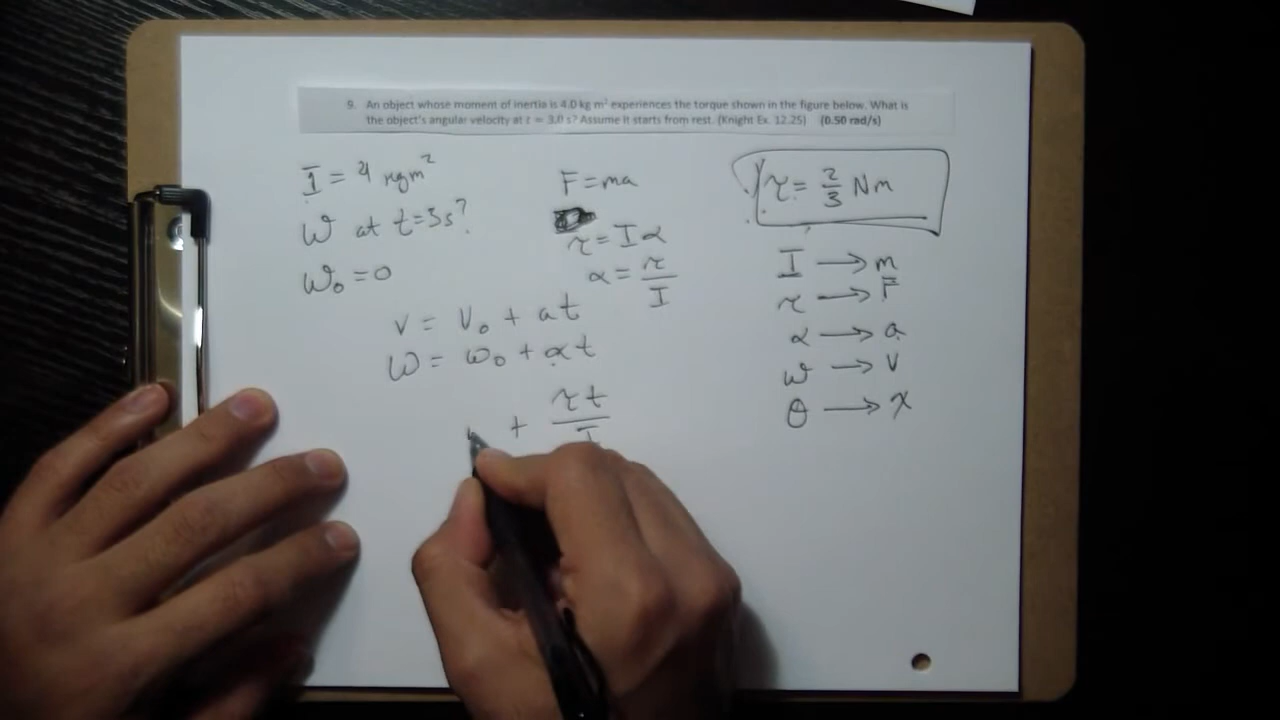 9. An object whose moment of inertia is 4.0 kg m² experiences the torque shown in the figure below. What is
the object's angular velocity at t = 3.0 s? Assume it starts from rest. (Knight Ex. 12.25) (0.50 rad/s)
I = 4 kgm²
ω at t=3s?
ω₀ = 0
F = ma
τ = Iα
α = τ/I
v = v₀ + at
ω = ω₀ + αt
+ τt/I
τ = 2/3 Nm
I → m
τ → F
α → a
ω → v
θ → x